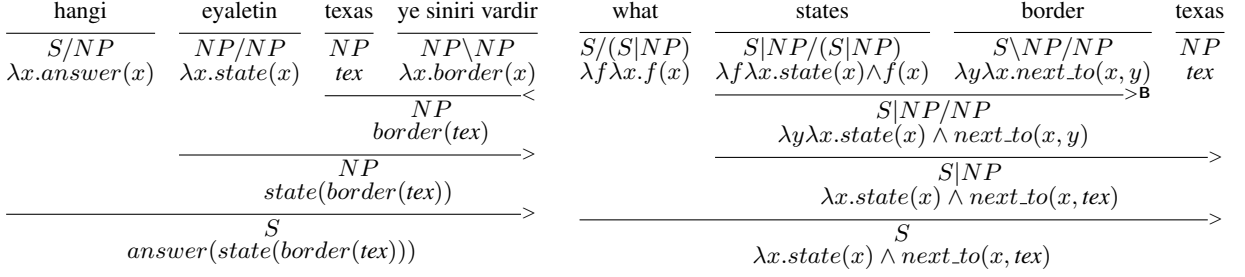 hangi eyaletin texas ye siniri vardir
S/NP NP/NP NP NP\NP
λx.answer(x) λx.state(x) tex λx.border(x)
<
NP
border(tex)
>
NP
state(border(tex))
>
S
answer(state(border(tex)))
what states border texas
S/(S|NP) S|NP/(S|NP) S\NP/NP NP
λfλx.f(x) λfλx.state(x)∧f(x) λyλx.next_to(x, y) tex
>B
S|NP/NP
λyλx.state(x) ∧ next_to(x, y)
>
S|NP
λx.state(x) ∧ next_to(x, tex)
>
S
λx.state(x) ∧ next_to(x, tex)